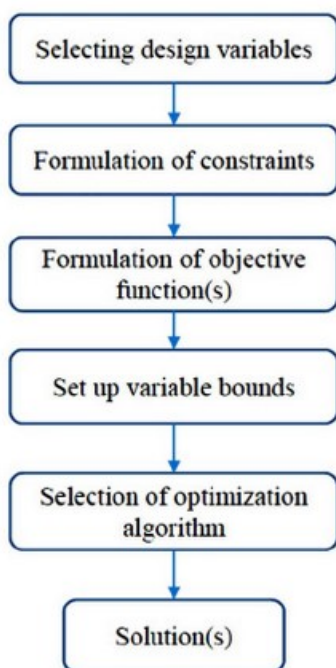 Selecting design variables
Formulation of constraints
Formulation of objective
function(s)
Set up variable bounds
Selection of optimization
algorithm
Solution(s)